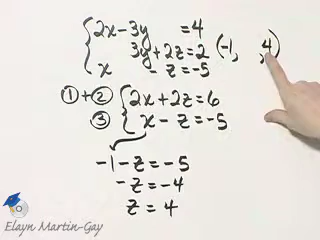 2x - 3y = 4
3y + 2z = 2 (-1, , 4)
x - z = -5
① + ② 2x + 2z = 6
③ x - z = -5
-1 - z = -5
-z = -4
z = 4
Elayn Martin-Gay